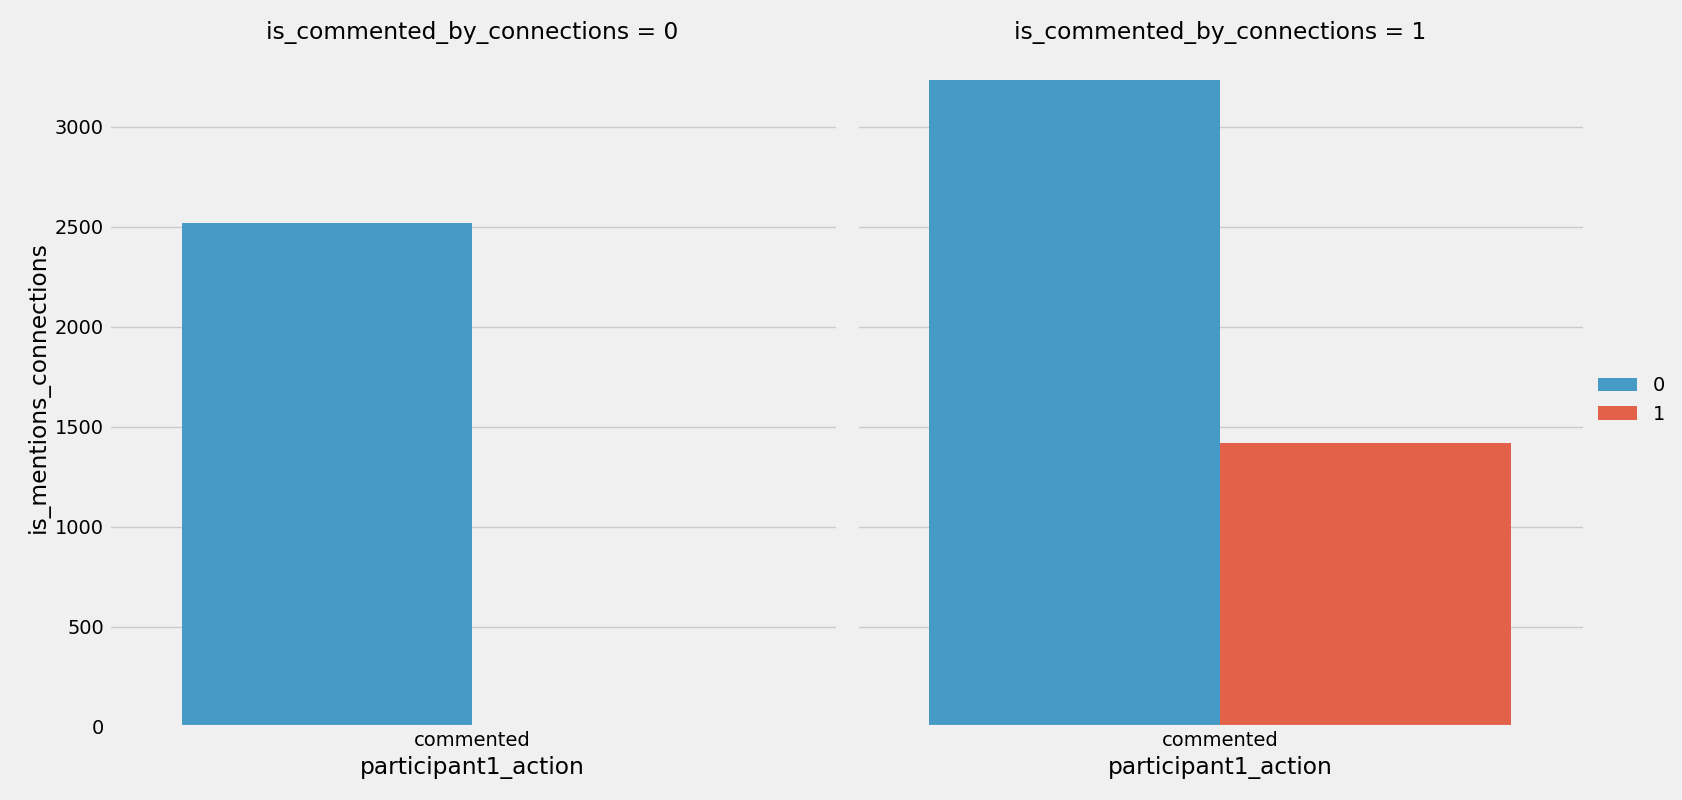 is_commented_by_connections = 0
is_commented_by_connections = 1
is_mentions_connections
3000
2500
2000
1500
1000
500
0
commented
commented
participant1_action
participant1_action
0
1